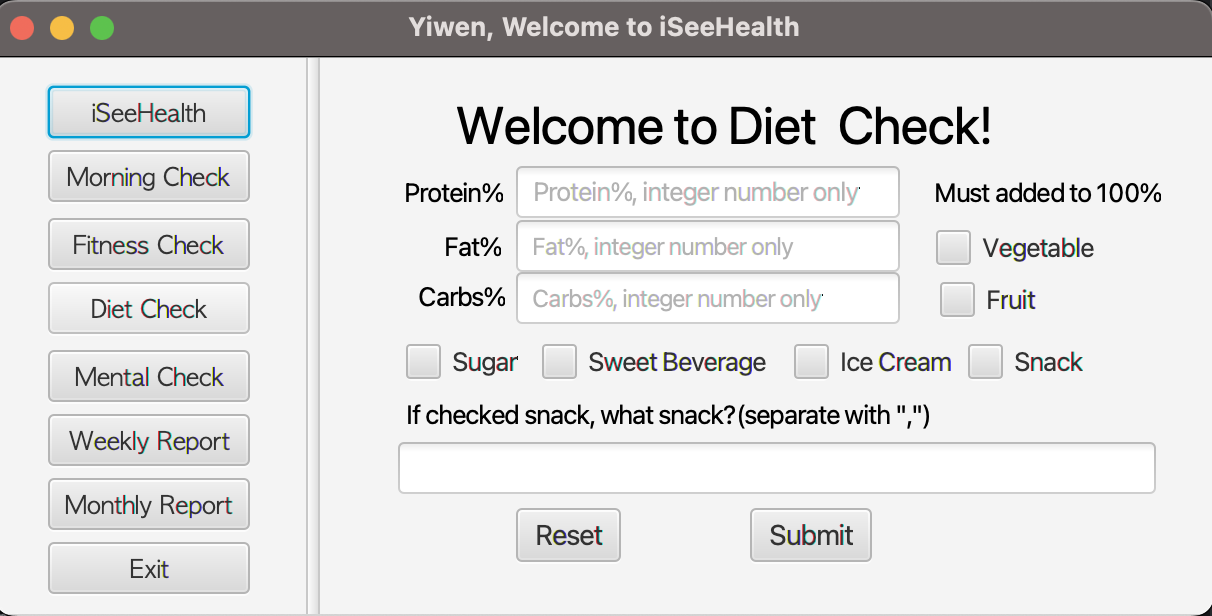 Yiwen, Welcome to iSeeHealth
iSeeHealth
Morning Check
Fitness Check
Diet Check
Mental Check
Weekly Report
Monthly Report
Exit
Welcome to Diet  Check!
Protein% Protein%, integer number only Must added to 100%
Fat% Fat%, integer number only Vegetable
Carbs% Carbs%, integer number only Fruit
Sugar Sweet Beverage Ice Cream Snack
If checked snack, what snack?(separate with ",")
Reset Submit